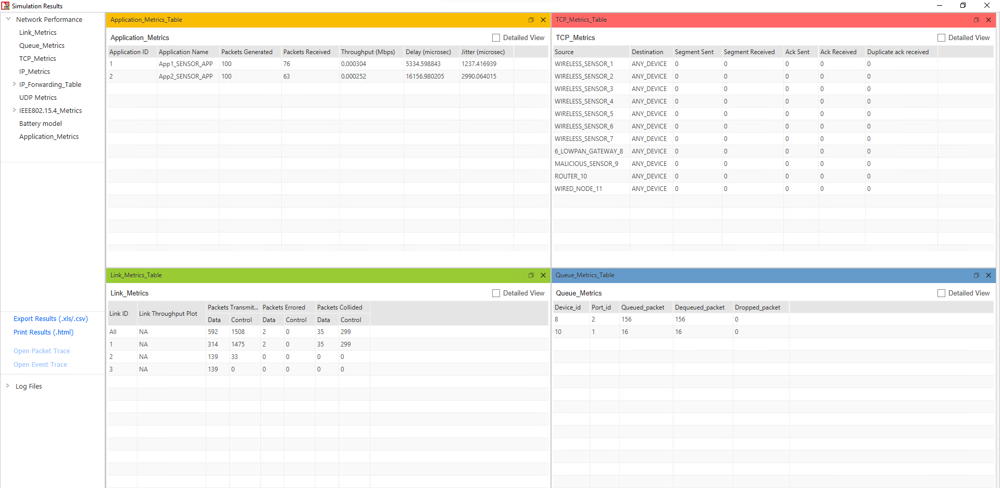 Simulation Results
Network Performance
Link_Metrics
Queue_Metrics
TCP_Metrics
IP_Metrics
IP_Forwarding_Table
UDP Metrics
IEEE802.15.4_Metrics
Battery model
Application_Metrics
Export Results (.xls/.csv)
Print Results (.html)
Open Packet Trace
Open Event Trace
Log Files
Application_Metrics_Table
Application_Metrics Detailed View
Application ID Application Name Packets Generated Packets Received Throughput (Mbps) Delay (microsec) Jitter (microsec)
1 App1_SENSOR_APP 100 76 0.000304 5334.598843 1237.416939
2 App2_SENSOR_APP 100 63 0.000252 16156.980205 2990.064015
TCP_Metrics_Table
TCP_Metrics Detailed View
Source Destination Segment Sent Segment Received Ack Sent Ack Received Duplicate ack received
WIRELESS_SENSOR_1 ANY_DEVICE 0 0 0 0 0
WIRELESS_SENSOR_2 ANY_DEVICE 0 0 0 0 0
WIRELESS_SENSOR_3 ANY_DEVICE 0 0 0 0 0
WIRELESS_SENSOR_4 ANY_DEVICE 0 0 0 0 0
WIRELESS_SENSOR_5 ANY_DEVICE 0 0 0 0 0
WIRELESS_SENSOR_6 ANY_DEVICE 0 0 0 0 0
WIRELESS_SENSOR_7 ANY_DEVICE 0 0 0 0 0
6_LOWPAN_GATEWAY_8 ANY_DEVICE 0 0 0 0 0
MALICIOUS_SENSOR_9 ANY_DEVICE 0 0 0 0 0
ROUTER_10 ANY_DEVICE 0 0 0 0 0
WIRED_NODE_11 ANY_DEVICE 0 0 0 0 0
Link_Metrics_Table
Link_Metrics Detailed View
Link ID Link Throughput Plot Packets Transmit... Packets Errored Packets Collided
Data Control Data Control Data Control
All NA 592 1508 2 0 35 299
1 NA 314 1475 2 0 35 299
2 NA 139 33 0 0 0 0
3 NA 139 0 0 0 0 0
Queue_Metrics_Table
Queue_Metrics Detailed View
Device_id Port_id Queued_packet Dequeued_packet Dropped_packet
8 2 156 156 0
10 1 16 16 0